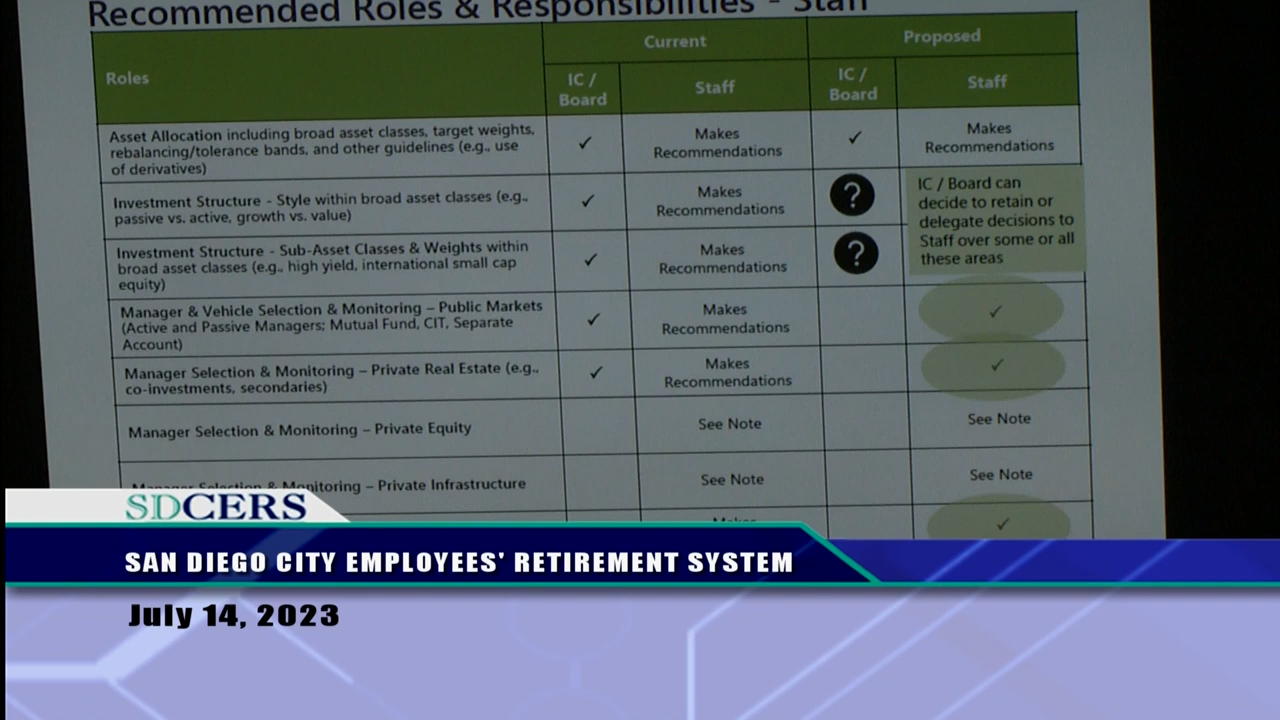 Recommended Roles & Responsibilities - Staff
Current
Proposed
Roles
IC /
Board
Staff
IC /
Board
Staff
Asset Allocation including broad asset classes, target weights,
rebalancing/tolerance bands, and other guidelines (e.g., use
of derivatives)
✓
Makes
Recommendations
✓
Makes
Recommendations
Investment Structure - Style within broad asset classes (e.g.,
passive vs. active, growth vs. value)
✓
Makes
Recommendations
?
IC / Board can
decide to retain or
delegate decisions to
Staff over some or all
these areas
Investment Structure - Sub-Asset Classes & Weights within
broad asset classes (e.g., high yield, international small cap
equity)
✓
Makes
Recommendations
?
Manager & Vehicle Selection & Monitoring – Public Markets
(Active and Passive Managers; Mutual Fund, CIT, Separate
Account)
✓
Makes
Recommendations
✓
Manager Selection & Monitoring – Private Real Estate (e.g.,
co-investments, secondaries)
✓
Makes
Recommendations
✓
Manager Selection & Monitoring – Private Equity
See Note
See Note
Manager Selection & Monitoring – Private Infrastructure
See Note
See Note
Makes
✓
SDCERS
SAN DIEGO CITY EMPLOYEES' RETIREMENT SYSTEM
July 14, 2023